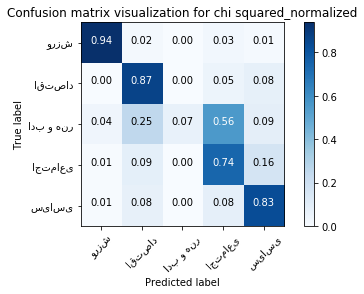 Confusion matrix visualization for chi squared_normalized
True label
ورزش 0.94 0.02 0.00 0.03 0.01
اقتصاد 0.00 0.87 0.00 0.05 0.08
ادب و هنر 0.04 0.25 0.07 0.56 0.09
اجتماعی 0.01 0.09 0.00 0.74 0.16
سیاسی 0.01 0.08 0.00 0.08 0.83
ورزش اقتصاد ادب و هنر اجتماعی سیاسی
Predicted label
0.8
0.6
0.4
0.2
0.0